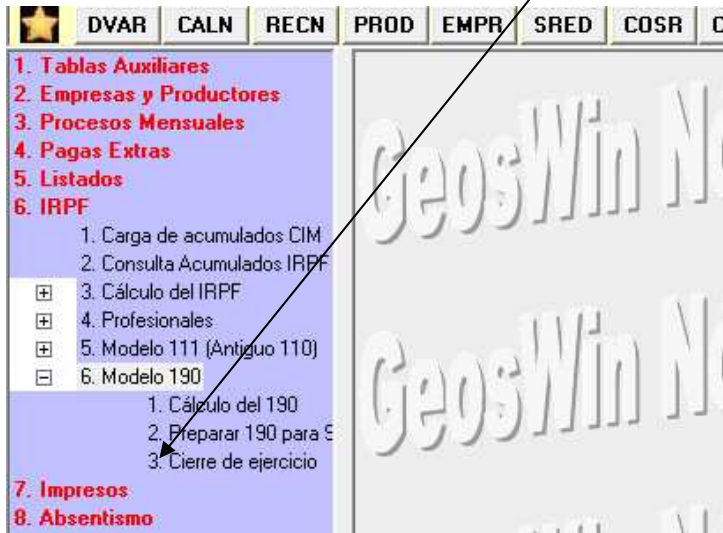 DVAR CALN RECN PROD EMPR SRED COSR
1. Tablas Auxiliares
2. Empresas y Productores
3. Procesos Mensuales
4. Pagas Extras
5. Listados
6. IRPF
1. Carga de acumulados CIM
2. Consulta Acumulados IRPF
3. Cálculo del IRPF
4. Profesionales
5. Modelo 111 (Antiguo 110)
6. Modelo 190
1. Cálculo del 190
2. Preparar 190 para
3. Cierre de ejercicio
7. Impresos
8. Absentismo
GeosWin
GeosWin